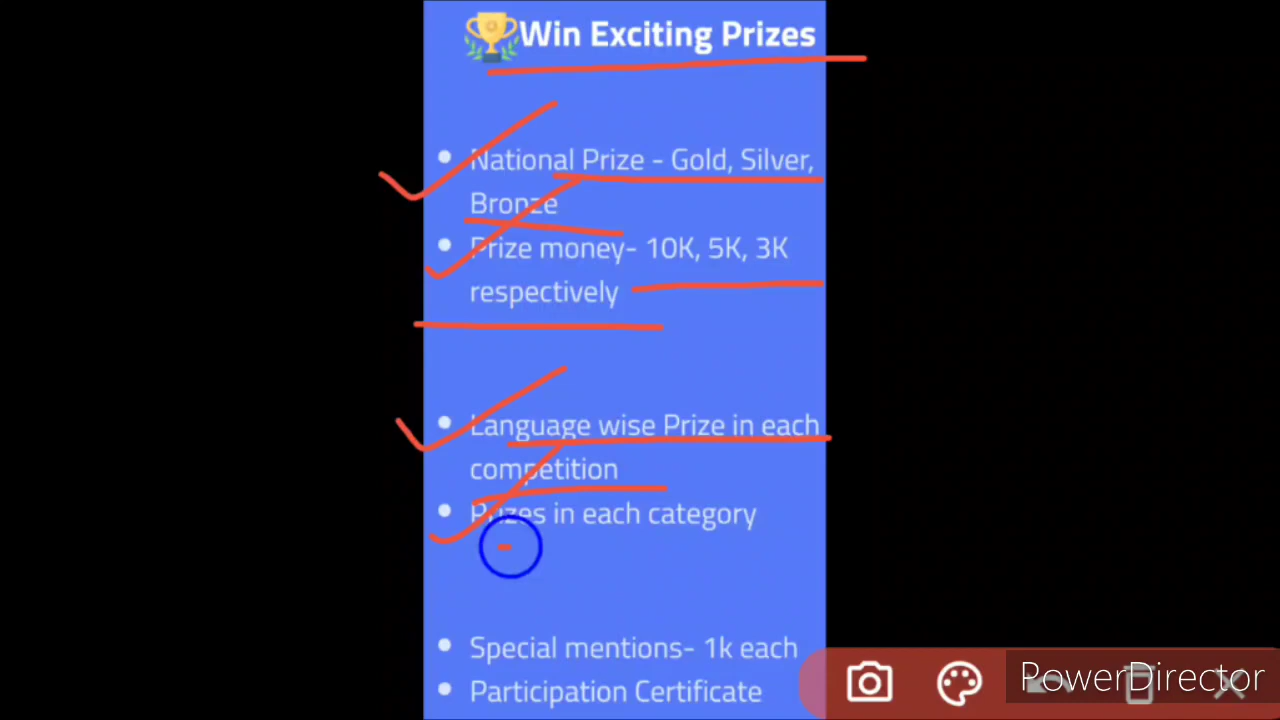 Win Exciting Prizes
National Prize - Gold, Silver,
Bronze
Prize money- 10K, 5K, 3K
respectively
Language wise Prize in each
competition
Prizes in each category
Special mentions- 1k each
Participation Certificate
PowerDirector